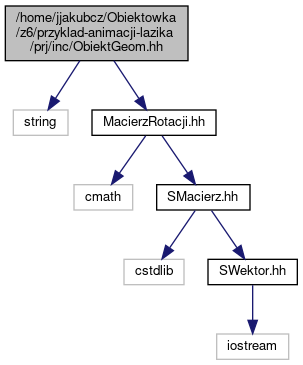 /home/jjakubcz/Obiektowka
/z6/przyklad-animacji-lazika
/prj/inc/ObiektGeom.hh
string
MacierzRotacji.hh
cmath
SMacierz.hh
cstdlib
SWektor.hh
iostream